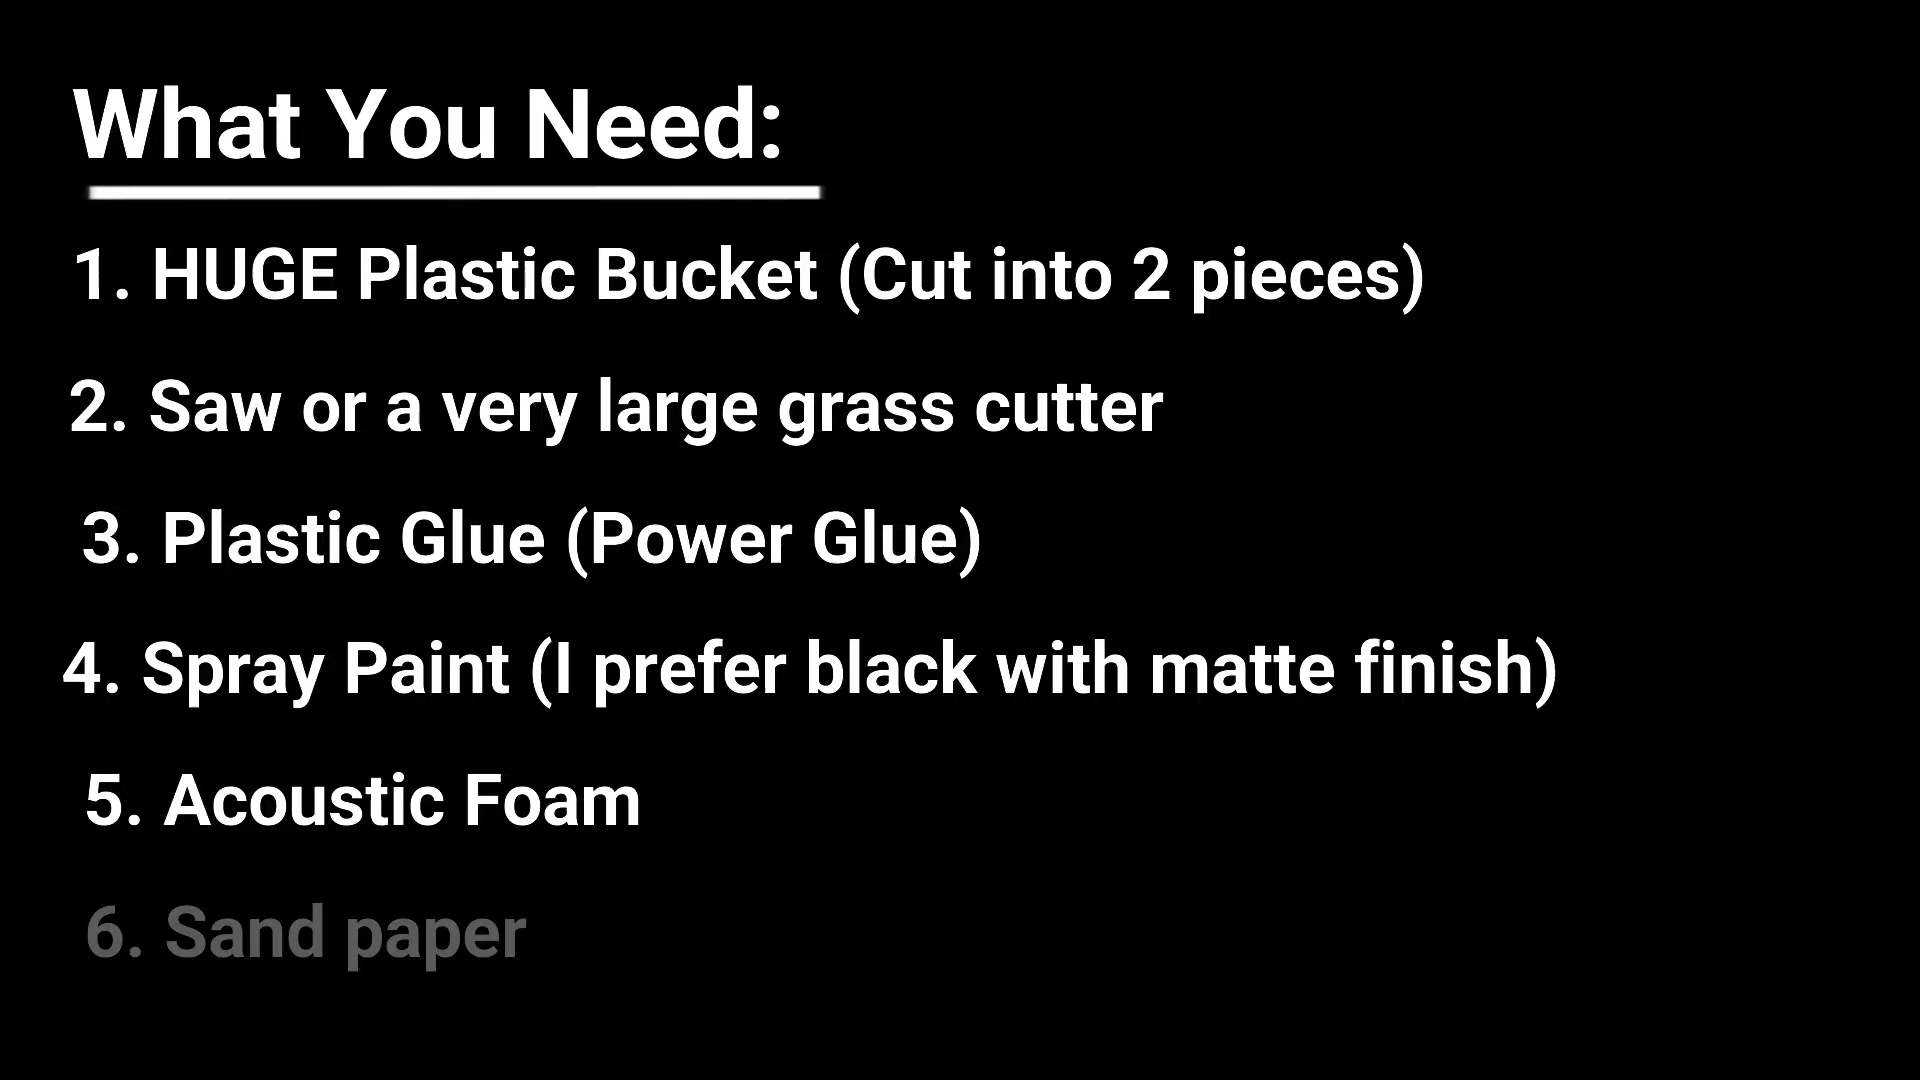 What You Need:
1. HUGE Plastic Bucket (Cut into 2 pieces)
2. Saw or a very large grass cutter
3. Plastic Glue (Power Glue)
4. Spray Paint (I prefer black with matte finish)
5. Acoustic Foam
6. Sand paper